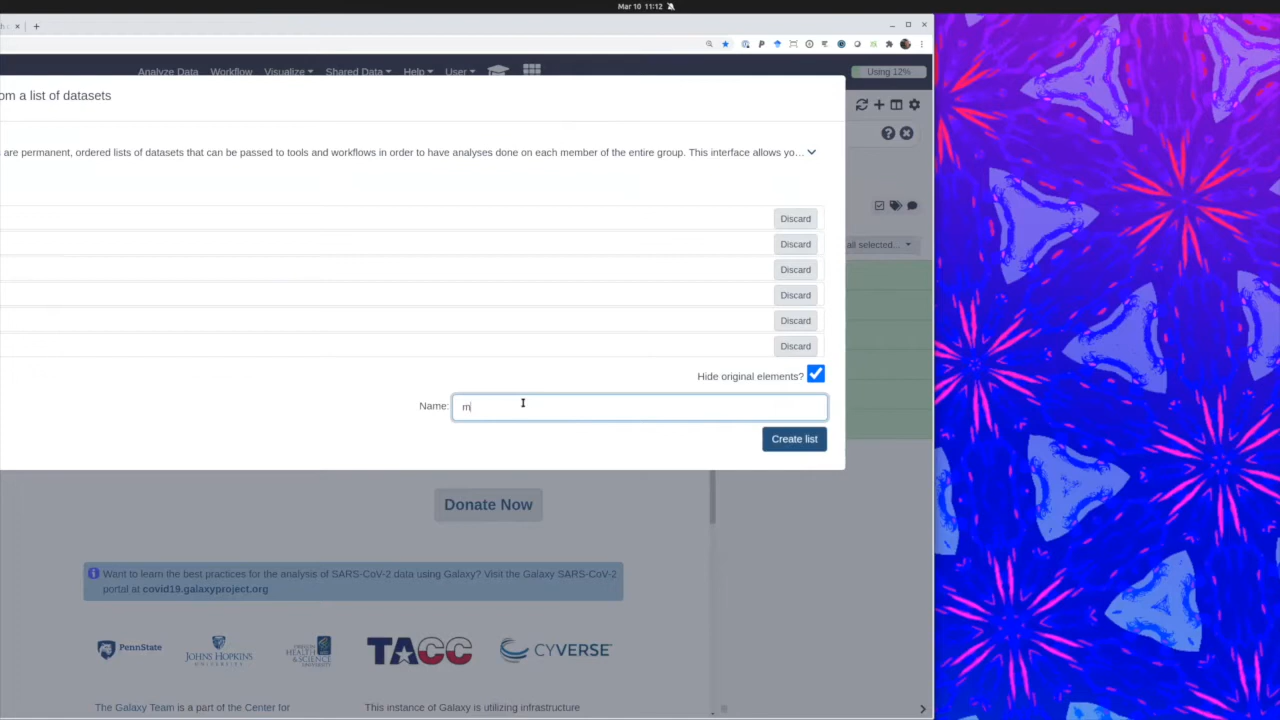 Mar 10 11:12
Analyze Data Workflow Visualize Shared Data Help User
Using 12%
om a list of datasets
are permanent, ordered lists of datasets that can be passed to tools and workflows in order to have analyses done on each member of the entire group. This interface allows yo...
all selected...
Discard
Discard
Discard
Discard
Discard
Discard
Hide original elements?
Name: m
Create list
Donate Now
Want to learn the best practices for the analysis of SARS-CoV-2 data using Galaxy? Visit the Galaxy SARS-CoV-2
portal at covid19.galaxyproject.org
PennState
JOHNS HOPKINS
UNIVERSITY
HEALTH
& SCIENCE
TACC
CYVERSE
The Galaxy Team is a part of the Center for
This instance of Galaxy is utilizing infrastructure